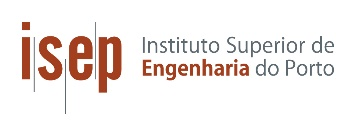 isep
Instituto Superior de
Engenharia do Porto